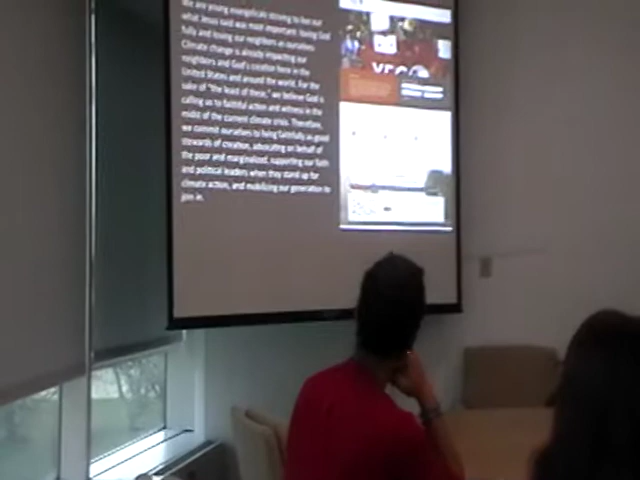 We are young evangelicals striving to live out
what Jesus said was most important: loving God
fully and loving our neighbors as ourselves.
Climate change is already impacting our
neighbors and God's creation here in the
United States and around the world. For the
sake of "the least of these," we believe God is
calling us to faithful action and witness in the
midst of the current climate crisis. Therefore,
we commit ourselves to living faithfully as good
stewards of creation, advocating on behalf of
the poor and marginalized, supporting our faith
and political leaders when they stand up for
climate action, and mobilizing our generation to
join in.